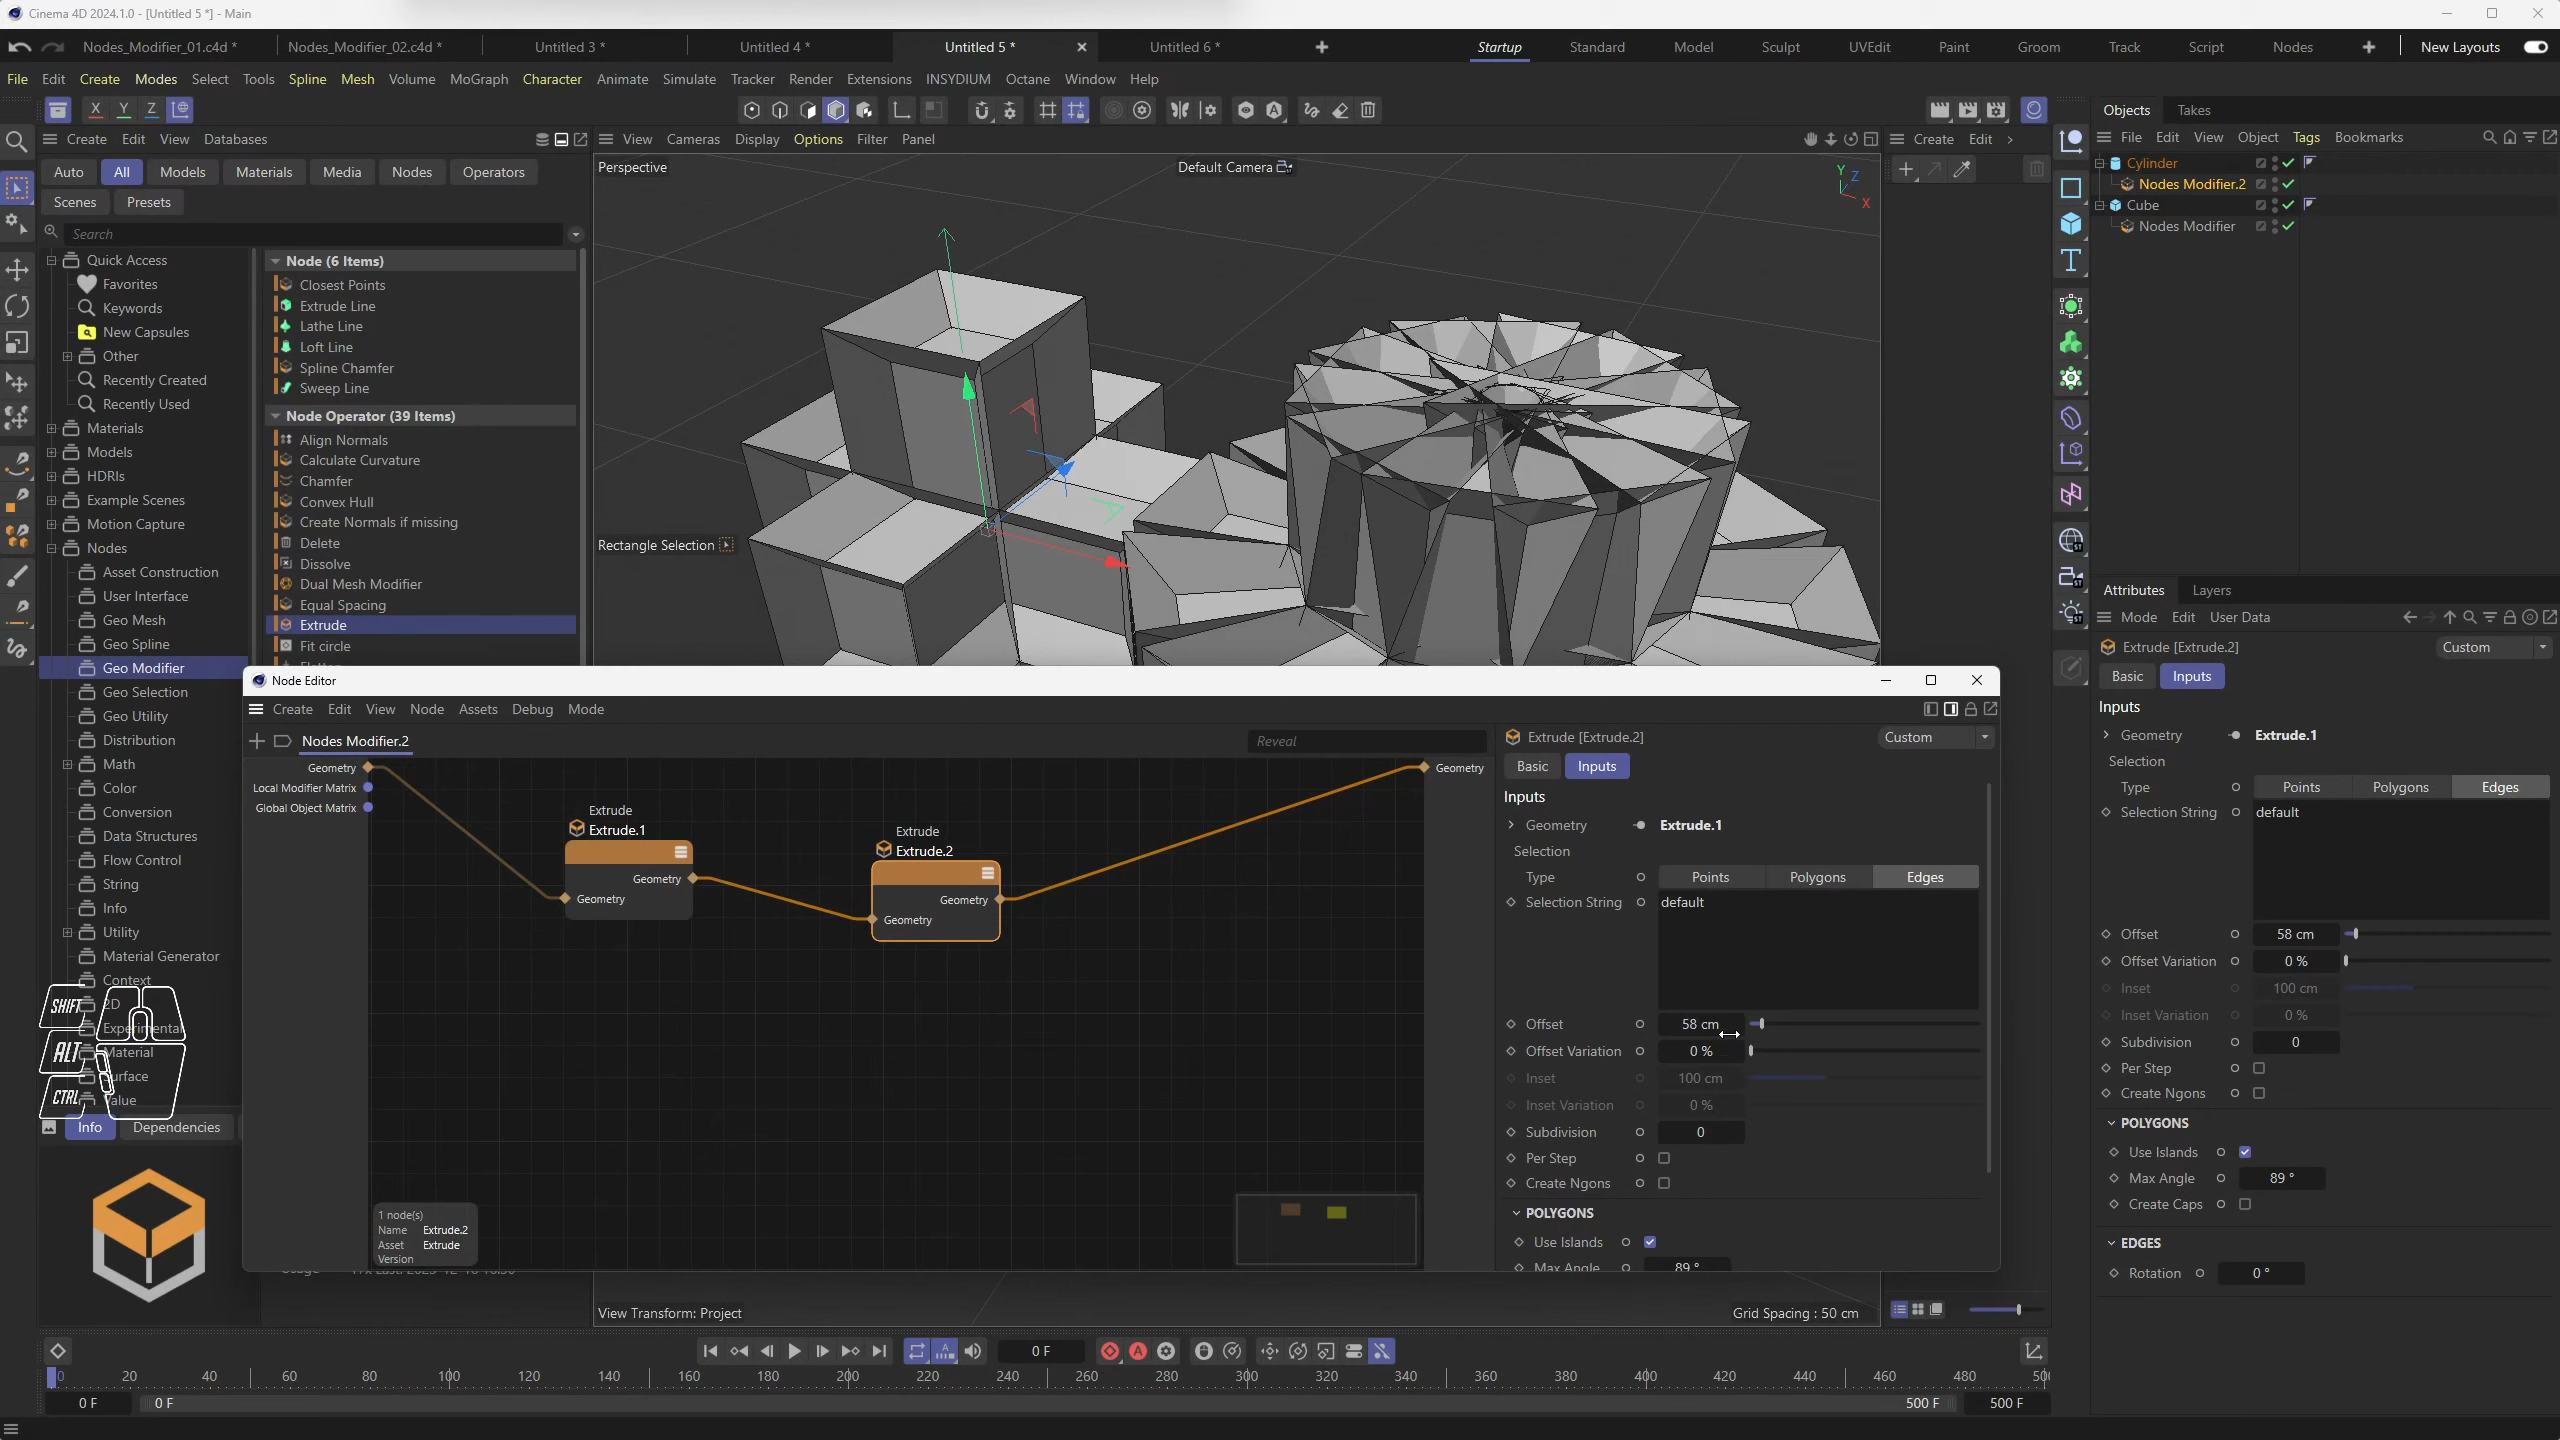 Cinema 4D 2024.1.0 - [Untitled 5 *] - Main
Nodes_Modifier_01.c4d * Nodes_Modifier_02.c4d * Untitled 3 * Untitled 4 * Untitled 5 * Untitled 6 * Startup Standard Model Sculpt UVEdit Paint Groom Track Script Nodes New Layouts
File Edit Create Modes Select Tools Spline Mesh Volume MoGraph Character Animate Simulate Tracker Render Extensions INSYDIUM Octane Window Help
X Y Z
Create Edit View Databases
Auto All Models Materials Media Nodes Operators
Scenes Presets
Search
Quick Access
Favorites
Keywords
New Capsules
Other
Recently Created
Recently Used
Materials
Models
HDRIs
Example Scenes
Motion Capture
Nodes
Asset Construction
User Interface
Geo Mesh
Geo Spline
Geo Modifier
Geo Selection
Geo Utility
Distribution
Math
Color
Conversion
Data Structures
Flow Control
String
Info
Utility
Material Generator
Context
2D
Experimental
Material
Surface
Value
SHIFT
ALT
CTRL
Info Dependencies
Node (6 Items)
Closest Points
Extrude Line
Lathe Line
Loft Line
Spline Chamfer
Sweep Line
Node Operator (39 Items)
Align Normals
Calculate Curvature
Chamfer
Convex Hull
Create Normals if missing
Delete
Dissolve
Dual Mesh Modifier
Equal Spacing
Extrude
Fit circle
View Cameras Display Options Filter Panel
Perspective
Default Camera
Y Z X
Rectangle Selection
View Transform: Project
Grid Spacing : 50 cm
Create Edit
Node Editor
Create Edit View Node Assets Debug Mode
Nodes Modifier.2
Reveal
Geometry
Local Modifier Matrix
Global Object Matrix
Extrude
Extrude.1
Geometry
Geometry
Extrude
Extrude.2
Geometry
Geometry
Geometry
1 node(s)
Name Extrude.2
Asset Extrude
Version
Extrude [Extrude.2] Custom
Basic Inputs
Inputs
Geometry Extrude.1
Selection
Type Points Polygons Edges
Selection String default
Offset 58 cm
Offset Variation 0 %
Inset 100 cm
Inset Variation 0 %
Subdivision 0
Per Step
Create Ngons
POLYGONS
Use Islands
Max Angle 89 °
Objects Takes
File Edit View Object Tags Bookmarks
Cylinder
Nodes Modifier.2
Cube
Nodes Modifier
Attributes Layers
Mode Edit User Data
Extrude [Extrude.2] Custom
Basic Inputs
Inputs
Geometry Extrude.1
Selection
Type Points Polygons Edges
Selection String default
Offset 58 cm
Offset Variation 0 %
Inset 100 cm
Inset Variation 0 %
Subdivision 0
Per Step
Create Ngons
POLYGONS
Use Islands
Max Angle 89 °
Create Caps
EDGES
Rotation 0 °
0 F
0 20 40 60 80 100 120 140 160 180 200 220 240 260 280 300 320 340 360 380 400 420 440 460 480
0 F 0 F 500 F 500 F